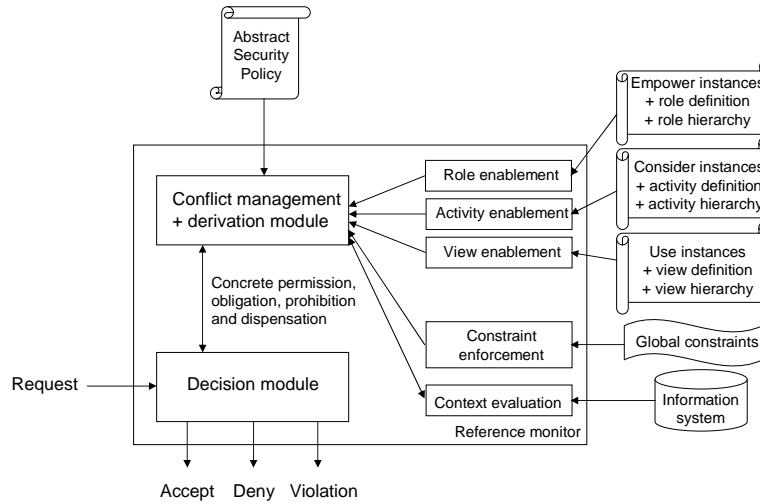 Abstract
Security
Policy
Empower instances
+ role definition
+ role hierarchy
Role enablement
Conflict management
+ derivation module
Activity enablement
Consider instances
+ activity definition
+ activity hierarchy
View enablement
Use instances
+ view definition
+ view hierarchy
Concrete permission,
obligation, prohibition
and dispensation
Constraint
enforcement
Global constraints
Request
Decision module
Context evaluation
Information
system
Reference monitor
Accept Deny Violation